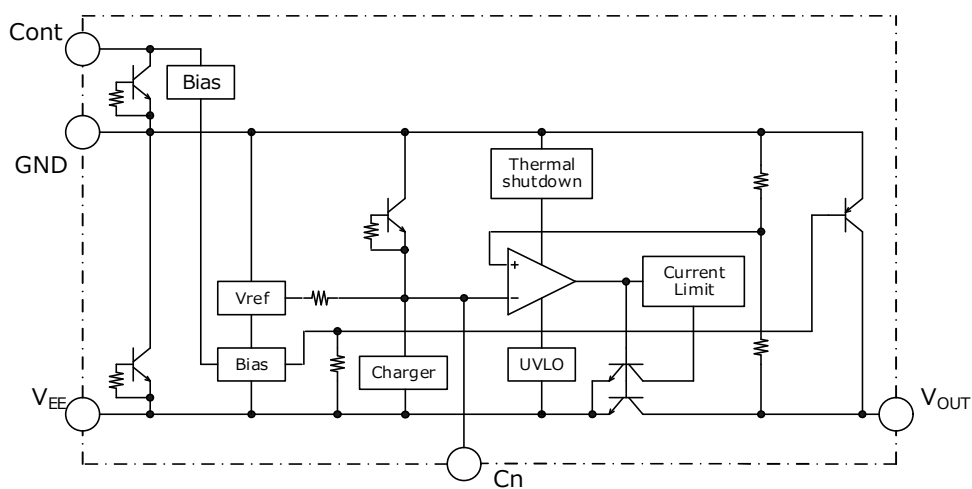 Cont
Bias
GND
Thermal
shutdown
+
−
Vref
Current
Limit
Bias
Charger
UVLO
VEE
VOUT
Cn